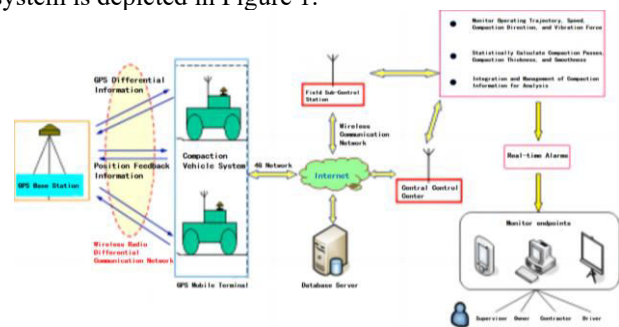 system is depicted in Figure 1.
GPS Differential
Information
GPS Base Station
Position Feedback
Information
Wireless Radio
Differential
Communication Network
Compaction
Vehicle System
GPS Mubile Terminal
4G Network
Field Sub-Control
Station
Wireless
Communication
Network
Internet
Database Server
Central Control
Center
Monitor Operating Trajectory, Speed,
Compaction Direction, and Vibration Force
Statistically Calculate Compaction Passes,
Compaction Thickness, and Smoothness
Integration and Management of Compaction
Information for Analysis
Real-time Alarms
Monitor endpoints
Supervisor Owner Contractor Driver